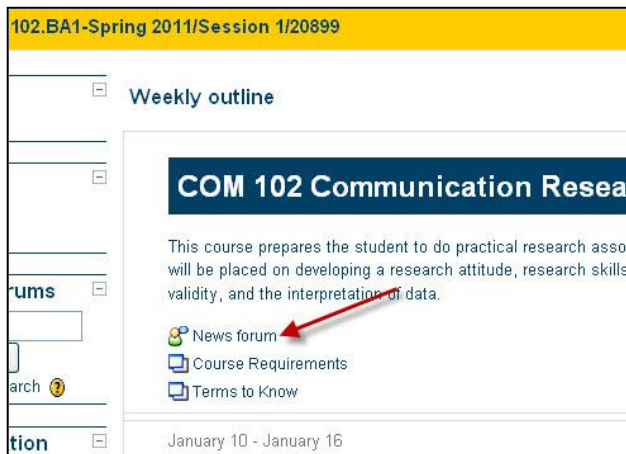 102.BA1-Spring 2011/Session 1/20899
Weekly outline
COM 102 Communication Resea
This course prepares the student to do practical research asso
will be placed on developing a research attitude, research skills
validity, and the interpretation of data.
rums
News forum
Course Requirements
arch
Terms to Know
tion
January 10 - January 16